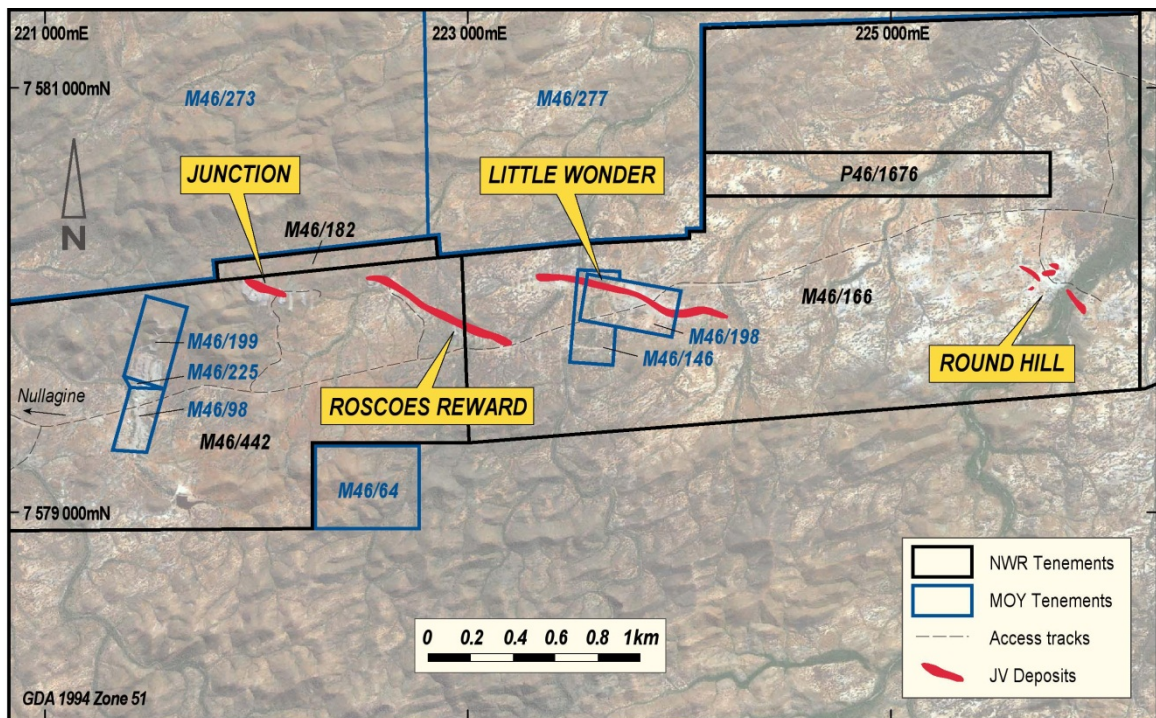 221 000mE
223 000mE
225 000mE
7 581 000mN
M46/273
M46/277
JUNCTION
LITTLE WONDER
P46/1676
N
M46/182
M46/166
M46/199
M46/198
M46/146
M46/225
ROUND HILL
Nullagine
M46/98
ROSCOES REWARD
M46/442
M46/64
7 579 000mN
NWR Tenements
MOY Tenements
Access tracks
JV Deposits
0 0.2 0.4 0.6 0.8 1km
GDA 1994 Zone 51